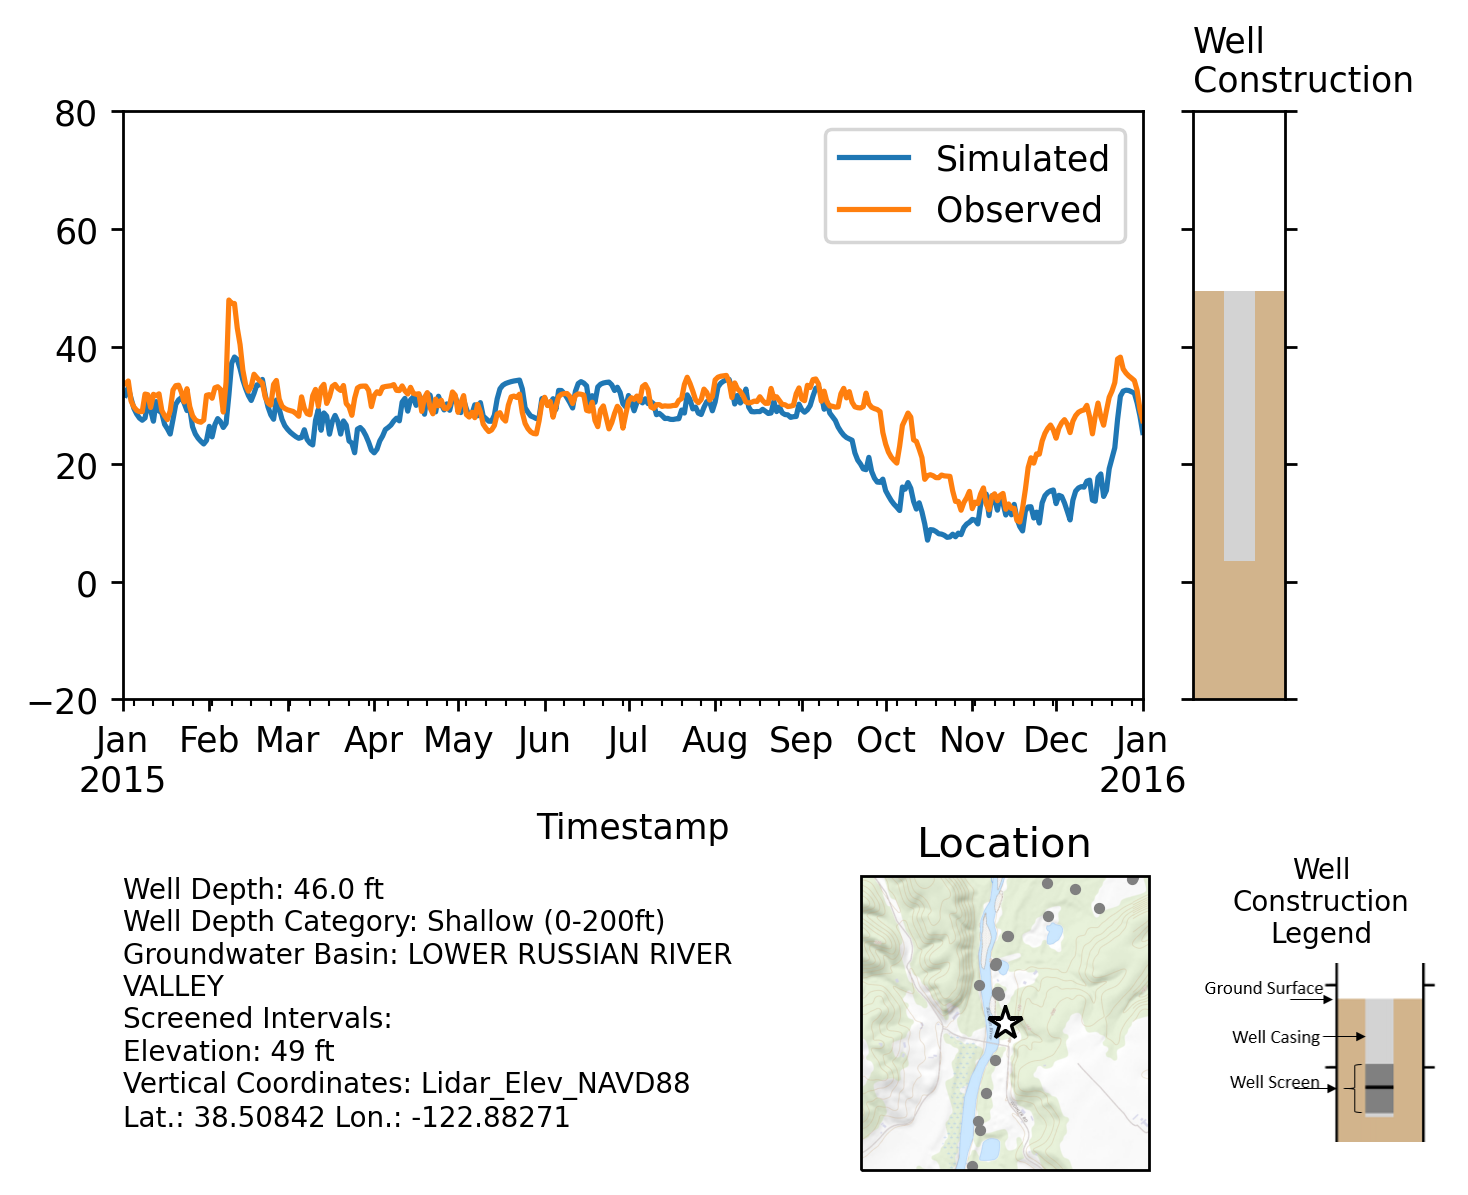 Well
Construction
80
60
40
20
0
−20
Simulated
Observed
Jan Feb Mar Apr May Jun Jul Aug Sep Oct Nov Dec Jan
2015 2016
Timestamp
Location
Well Depth: 46.0 ft
Well Depth Category: Shallow (0-200ft)
Groundwater Basin: LOWER RUSSIAN RIVER
VALLEY
Screened Intervals:
Elevation: 49 ft
Vertical Coordinates: Lidar_Elev_NAVD88
Lat.: 38.50842 Lon.: -122.88271
Well
Construction
Legend
Ground Surface
Well Casing
Well Screen